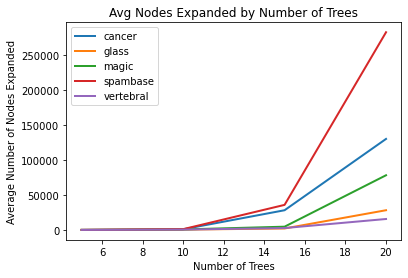 Avg Nodes Expanded by Number of Trees
cancer
glass
magic
spambase
vertebral
Average Number of Nodes Expanded
250000
200000
150000
100000
50000
0
6 8 10 12 14 16 18 20
Number of Trees